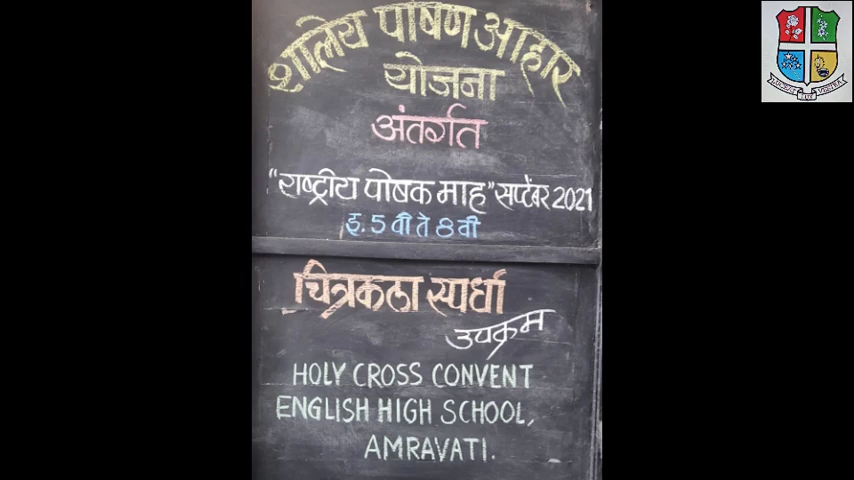 शालेय पोषण आहार
योजना
अंतर्गत
"राष्ट्रीय पोषक माह" सप्टेंबर 2021
इ. 5 वी ते 8 वी
चित्रकला स्पर्धा
उपक्रम
HOLY CROSS CONVENT
ENGLISH HIGH SCHOOL,
AMRAVATI.